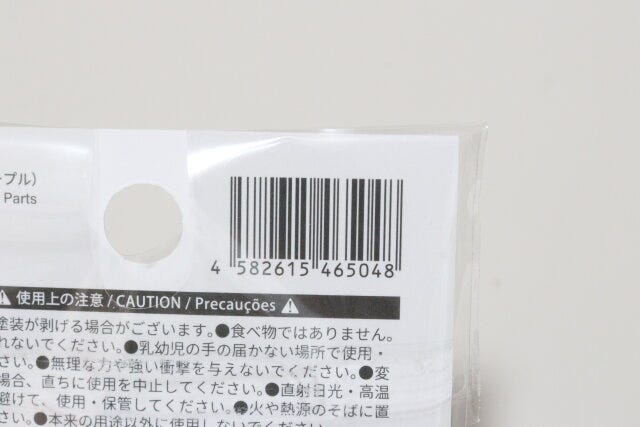 プル)
Parts
4 582615 465048
使用上の注意 / CAUTION / Precauções
塗装が剥げる場合がございます。●食べ物ではありません。
れないでください。●乳幼児の手の届かない場所で使用・
さい。●無理な力や強い衝撃を与えないでください。●変
場合、直ちに使用を中止してください。●直射日光・高温
避けて、使用・保管してください。●火や熱源のそばに置
さい。●本来の用途以外に使用しないでください。